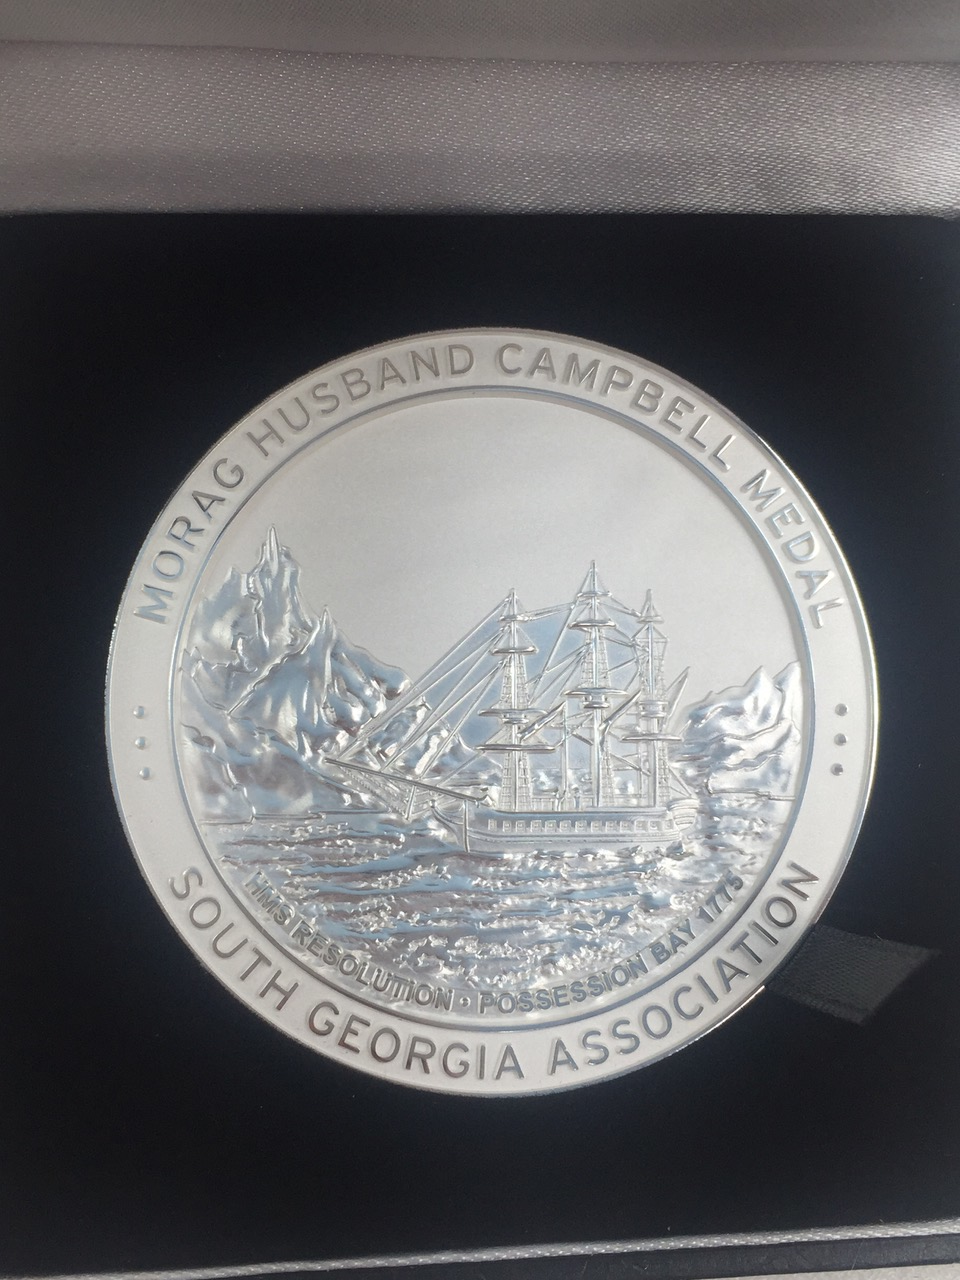 MORAG HUSBAND CAMPBELL MEDAL
HMS RESOLUTION • POSSESSION BAY 1775
SOUTH GEORGIA ASSOCIATION